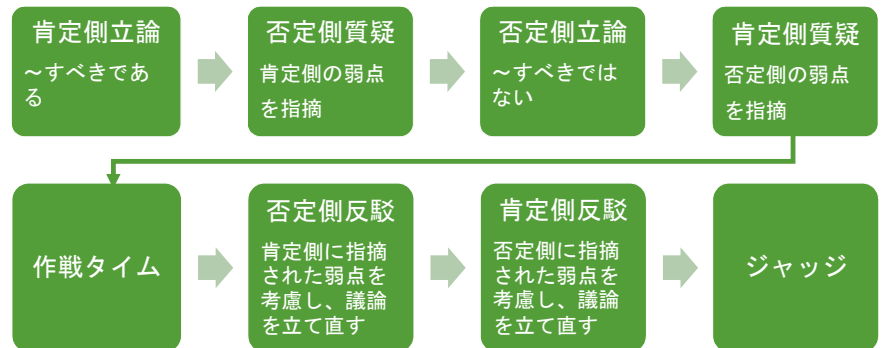 肯定側立論
～すべきであ
る
否定側質疑
肯定側の弱点
を指摘
否定側立論
～すべきでは
ない
肯定側質疑
否定側の弱点
を指摘
作戦タイム
否定側反駁
肯定側に指摘
された弱点を
考慮し、議論
を立て直す
肯定側反駁
否定側に指摘
された弱点を
考慮し、議論
を立て直す
ジャッジ